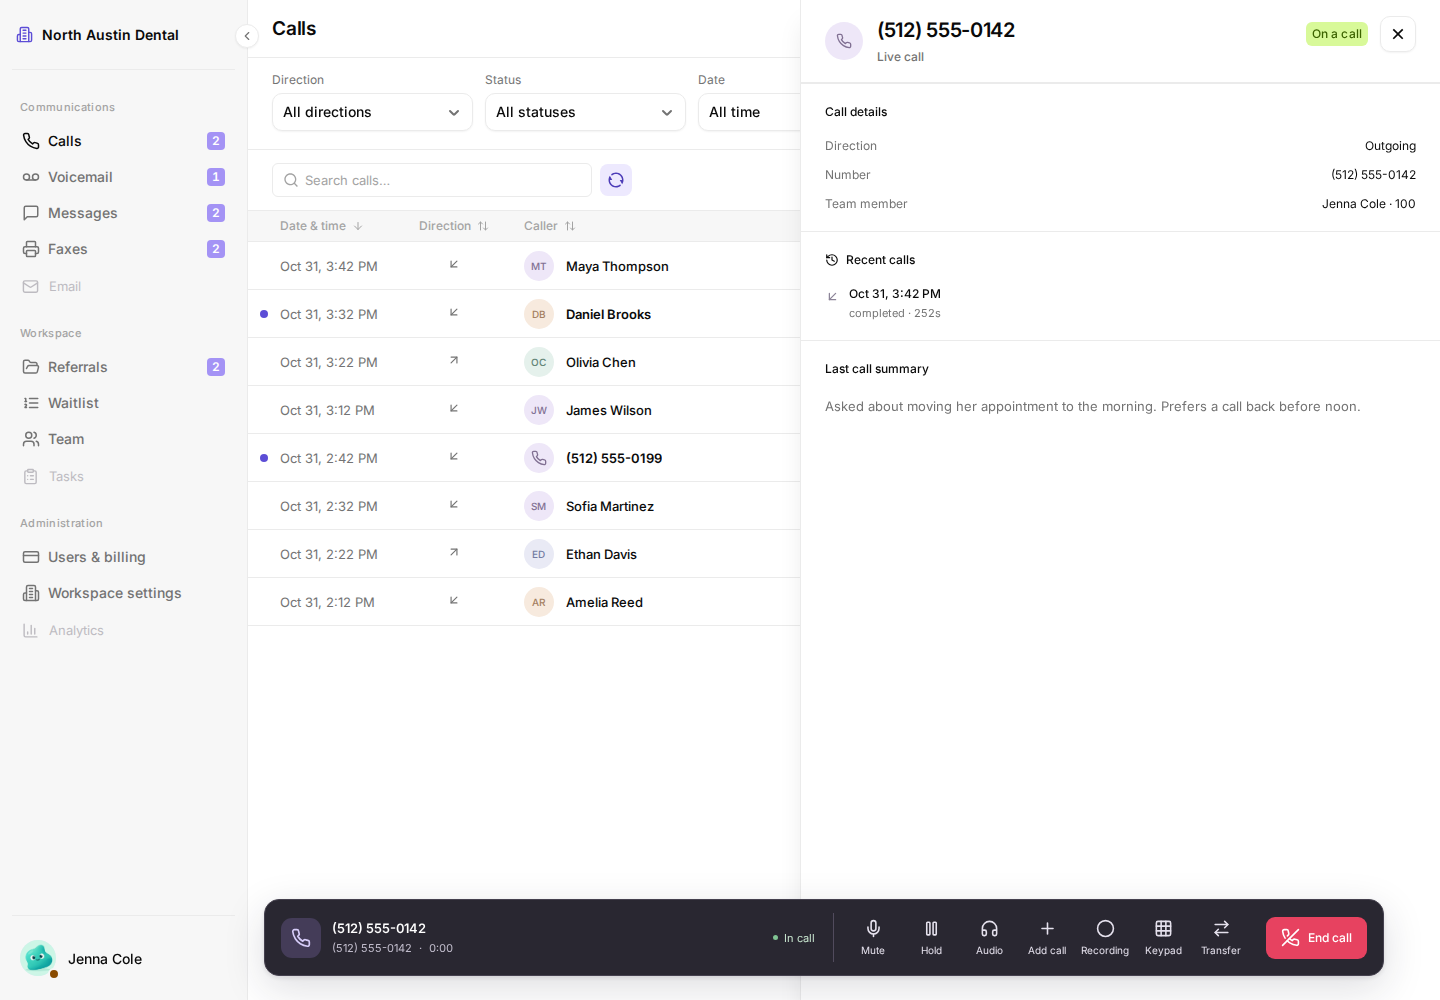 North Austin Dental
Communications
Calls 2
Voicemail 1
Messages 2
Faxes 2
Email
Workspace
Referrals 2
Waitlist
Team
Tasks
Administration
Users & billing
Workspace settings
Analytics
Jenna Cole
Calls
Direction Status Date
All directions All statuses All time
Search calls...
Date & time Direction Caller
Oct 31, 3:42 PM MT Maya Thompson
Oct 31, 3:32 PM DB Daniel Brooks
Oct 31, 3:22 PM OC Olivia Chen
Oct 31, 3:12 PM JW James Wilson
Oct 31, 2:42 PM (512) 555-0199
Oct 31, 2:32 PM SM Sofia Martinez
Oct 31, 2:22 PM ED Ethan Davis
Oct 31, 2:12 PM AR Amelia Reed
(512) 555-0142
Live call
On a call
Call details
Direction Outgoing
Number (512) 555-0142
Team member Jenna Cole · 100
Recent calls
Oct 31, 3:42 PM
completed · 252s
Last call summary
Asked about moving her appointment to the morning. Prefers a call back before noon.
(512) 555-0142
(512) 555-0142 · 0:00
In call
Mute Hold Audio Add call Recording Keypad Transfer
End call